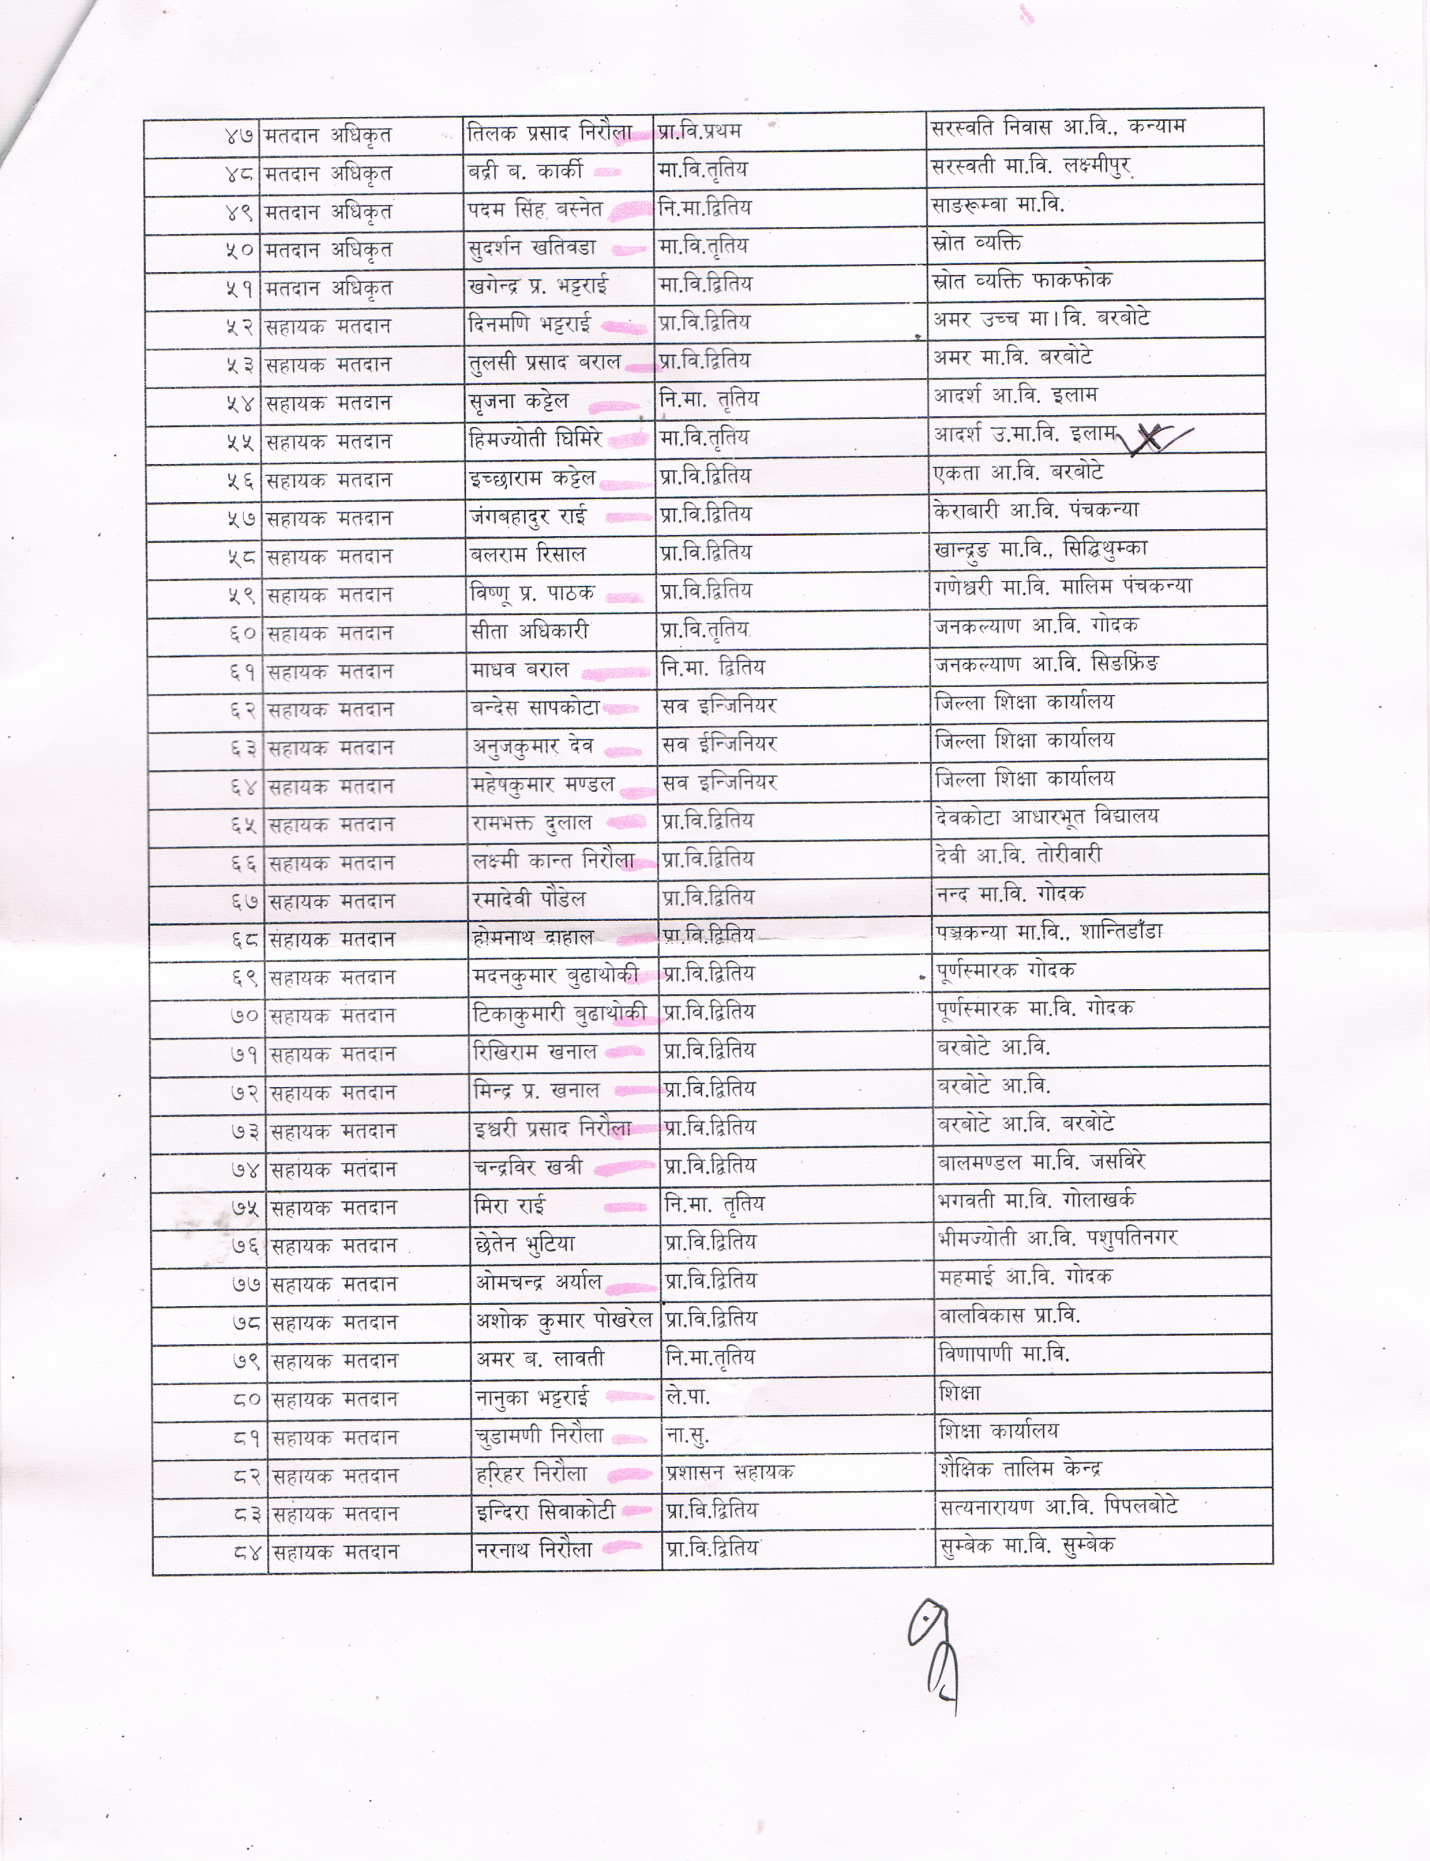 ४७ मतदान अधिकृत तिलक प्रसाद निरौला प्रा.वि.प्रथम सरस्वति निवास आ.वि., कन्याम
४८ मतदान अधिकृत बद्री ब. कार्की मा.वि.तृतिय सरस्वती मा.वि. लक्ष्मीपुर
४९ मतदान अधिकृत पदम सिंह बस्नेत नि.मा.द्वितिय साङरूम्वा मा.वि.
५० मतदान अधिकृत सुदर्शन खतिवडा मा.वि.तृतिय स्रोत व्यक्ति
५१ मतदान अधिकृत खगेन्द्र प्र. भट्टराई मा.वि.द्वितिय स्रोत व्यक्ति फाकफोक
५२ सहायक मतदान दिनमणि भट्टराई प्रा.वि.द्वितिय अमर उच्च मा।वि. बरबोटे
५३ सहायक मतदान तुलसी प्रसाद बराल प्रा.वि.द्वितिय अमर मा.वि. बरबोटे
५४ सहायक मतदान सृजना कट्टेल नि.मा. तृतिय आदर्श आ.वि. इलाम
५५ सहायक मतदान हिमज्योती घिमिरे मा.वि.तृतिय आदर्श उ.मा.वि. इलाम
५६ सहायक मतदान इच्छाराम कट्टेल प्रा.वि.द्वितिय एकता आ.वि. बरबोटे
५७ सहायक मतदान जंगबहादुर राई प्रा.वि.द्वितिय केराबारी आ.वि. पंचकन्या
५८ सहायक मतदान बलराम रिसाल प्रा.वि.द्वितिय खान्द्रुङ मा.वि., सिद्धिथुम्का
५९ सहायक मतदान विष्णू प्र. पाठक प्रा.वि.द्वितिय गणेश्वरी मा.वि. मालिम पंचकन्या
६० सहायक मतदान सीता अधिकारी प्रा.वि.तृतिय जनकल्याण आ.वि. गोदक
६१ सहायक मतदान माधव बराल नि.मा. द्वितिय जनकल्याण आ.वि. सिङफ्रिङ
६२ सहायक मतदान बन्देस सापकोटा सव इन्जिनियर जिल्ला शिक्षा कार्यालय
६३ सहायक मतदान अनुजकुमार देव सव ईन्जिनियर जिल्ला शिक्षा कार्यालय
६४ सहायक मतदान महेषकुमार मण्डल सव इन्जिनियर जिल्ला शिक्षा कार्यालय
६५ सहायक मतदान रामभक्त दुलाल प्रा.वि.द्वितिय देवकोटा आधारभूत विद्यालय
६६ सहायक मतदान लक्ष्मी कान्त निरौला प्रा.वि.द्वितिय देवी आ.वि. तोरीवारी
६७ सहायक मतदान रमादेवी पौडेल प्रा.वि.द्वितिय नन्द मा.वि. गोदक
६८ सहायक मतदान होमनाथ दाहाल प्रा.वि.द्वितिय पञ्चकन्या मा.वि., शान्तिडाँडा
६९ सहायक मतदान मदनकुमार बुढाथोकी प्रा.वि.द्वितिय पूर्णस्मारक गोदक
७० सहायक मतदान टिकाकुमारी बुढाथोकी प्रा.वि.द्वितिय पूर्णस्मारक मा.वि. गोदक
७१ सहायक मतदान रिखिराम खनाल प्रा.वि.द्वितिय बरबोटे आ.वि.
७२ सहायक मतदान मिन्द्र प्र. खनाल प्रा.वि.द्वितिय बरबोटे आ.वि.
७३ सहायक मतदान इश्वरी प्रसाद निरौला प्रा.वि.द्वितिय बरबोटे आ.वि. बरबोटे
७४ सहायक मतदान चन्द्रविर खत्री प्रा.वि.द्वितिय बालमण्डल मा.वि. जसविरे
७५ सहायक मतदान मिरा राई नि.मा. तृतिय भगवती मा.वि. गोलाखर्क
७६ सहायक मतदान छेतेन भुटिया प्रा.वि.द्वितिय भीमज्योती आ.वि. पशुपतिनगर
७७ सहायक मतदान ओमचन्द्र अर्याल प्रा.वि.द्वितिय महमाई आ.वि. गोदक
७८ सहायक मतदान अशोक कुमार पोखरेल प्रा.वि.द्वितिय वालविकास प्रा.वि.
७९ सहायक मतदान अमर ब. लावती नि.मा.तृतिय विणापाणी मा.वि.
८० सहायक मतदान नानुका भट्टराई ले.पा. शिक्षा
८१ सहायक मतदान चुडामणी निरौला ना.सु. शिक्षा कार्यालय
८२ सहायक मतदान हरिहर निरौला प्रशासन सहायक शैक्षिक तालिम केन्द्र
८३ सहायक मतदान इन्दिरा सिवाकोटी प्रा.वि.द्वितिय सत्यनारायण आ.वि. पिपलबोटे
८४ सहायक मतदान नरनाथ निरौला प्रा.वि.द्वितिय सुम्बेक मा.वि. सुम्बेक